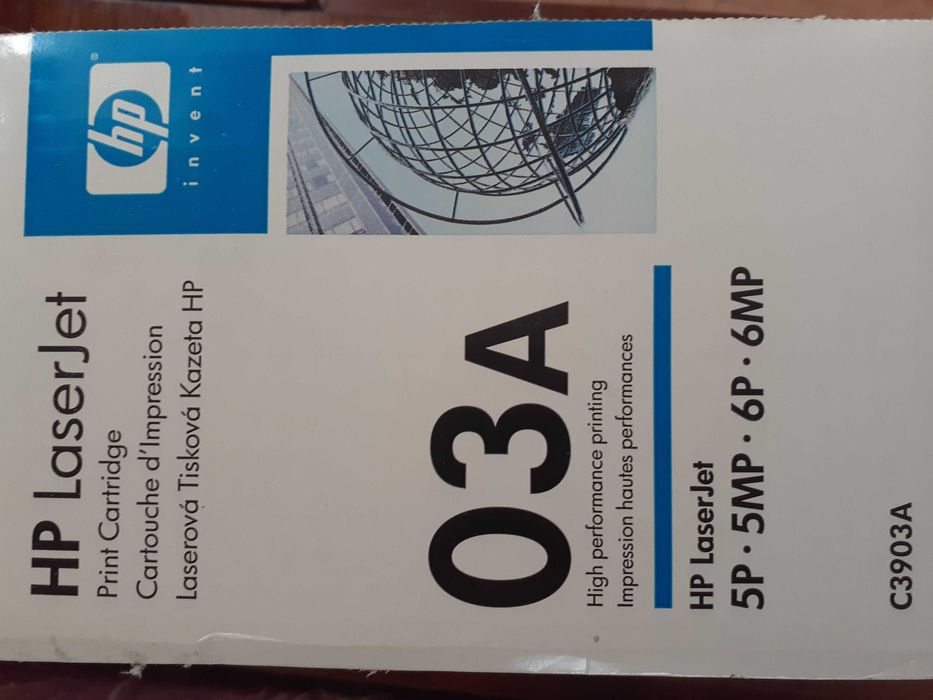 hp
®
invent
HP LaserJet
Print Cartridge
Cartouche d'Impression
Laserová Tisková Kazeta HP
03A
High performance printing
Impression hautes performances
HP LaserJet
5P • 5MP • 6P • 6MP
C3903A